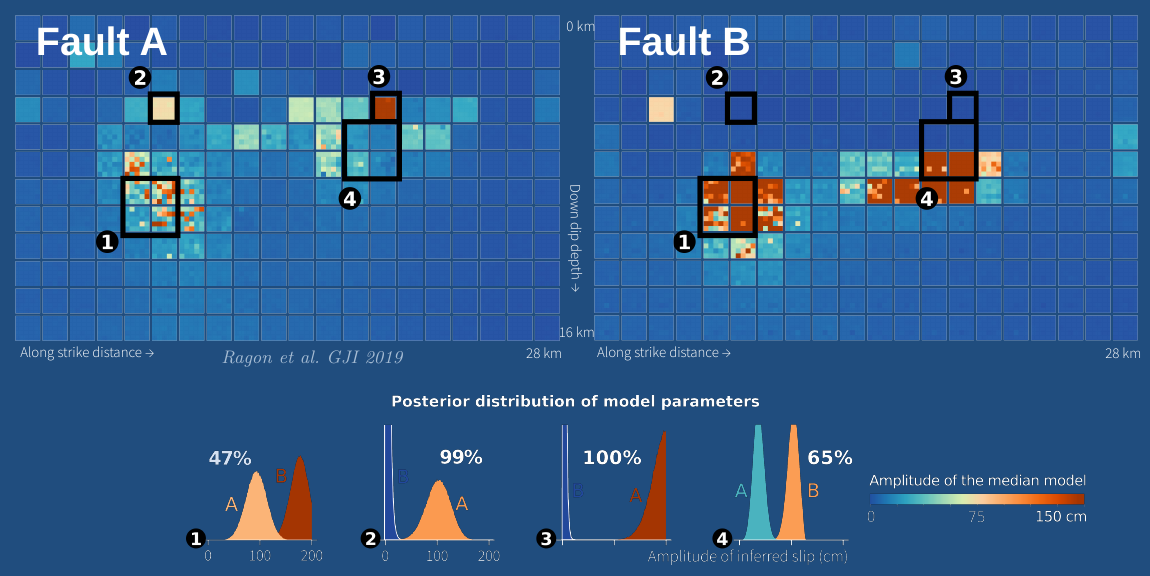 Fault A
Fault B
0 km
2
3
2
3
4
4
1
1
Down dip depth →
16 km
Along strike distance →
Ragon et al. GJI 2019
28 km
Along strike distance →
28 km
Posterior distribution of model parameters
47%
99%
100%
65%
A
B
B
A
B
A
A
B
Amplitude of the median model
0
75
150 cm
1
2
3
4
0
100
200
0
100
200
Amplitude of inferred slip (cm)